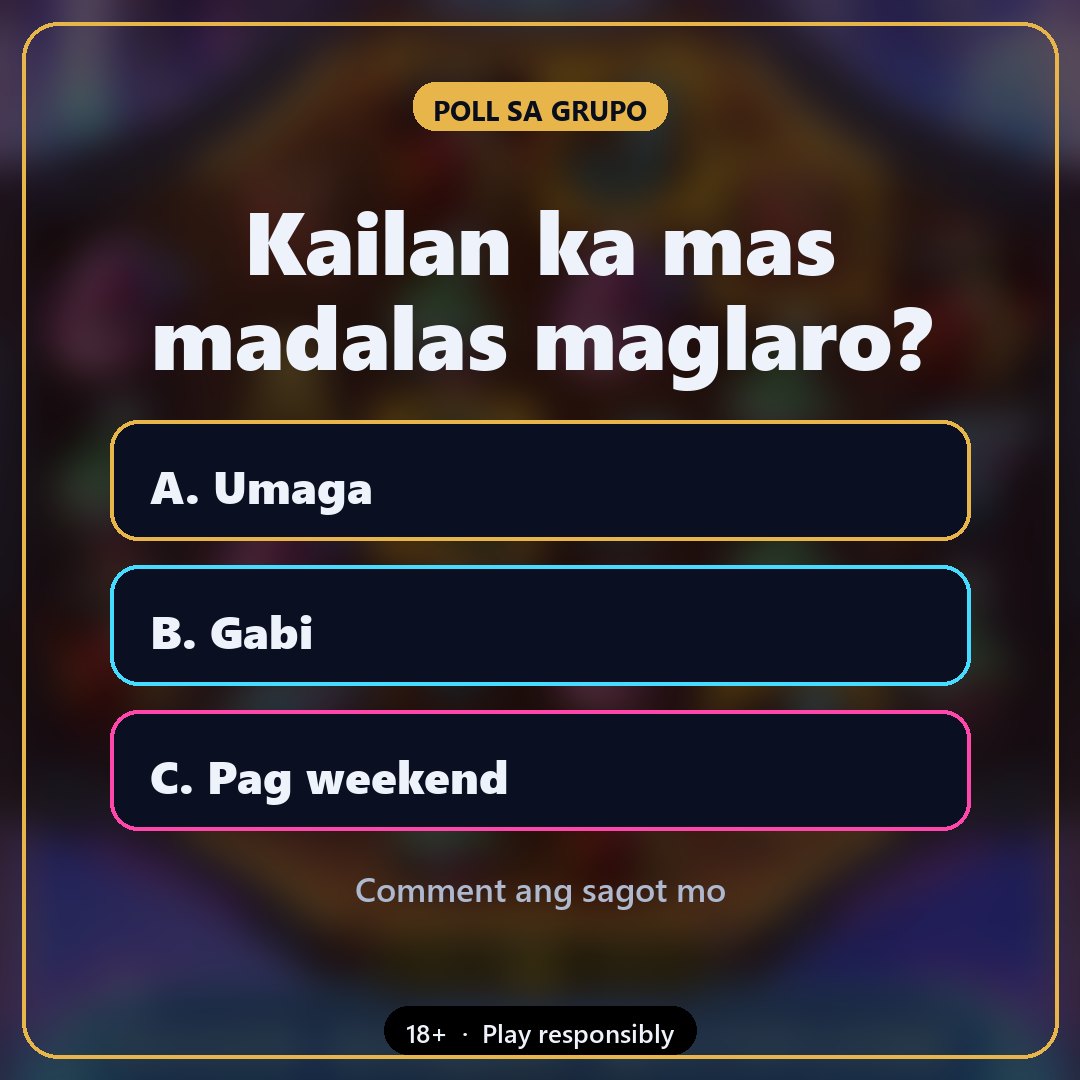 POLL SA GRUPO
Kailan ka mas
madalas maglaro?
A. Umaga
B. Gabi
C. Pag weekend
Comment ang sagot mo
18+ · Play responsibly